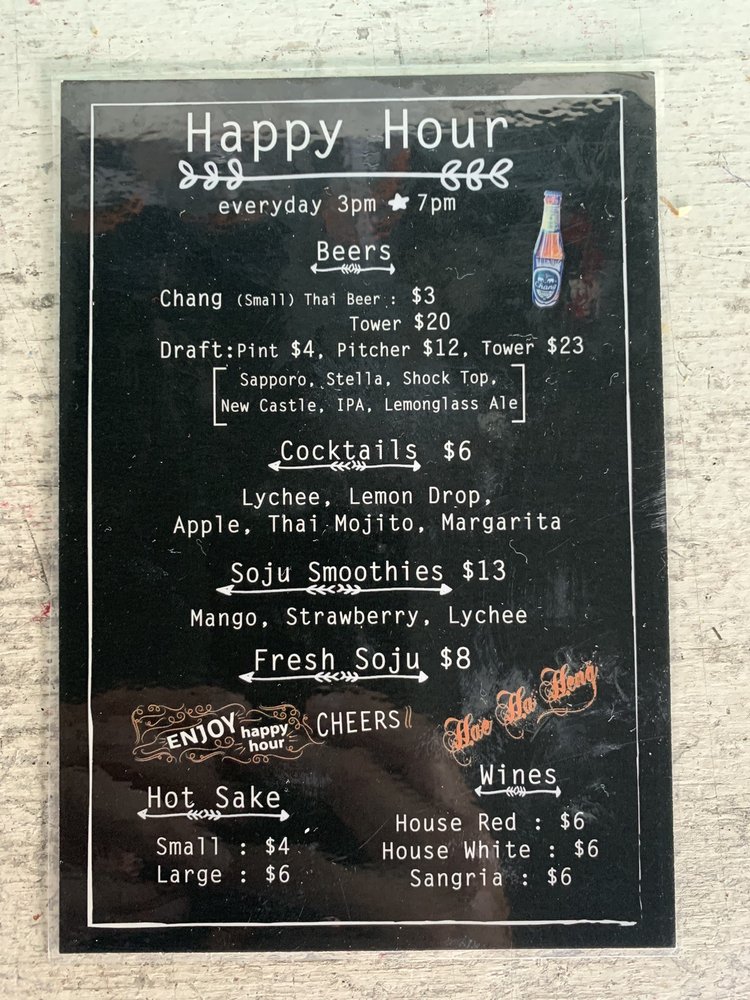 Happy Hour
everyday 3pm ★ 7pm
Beers
Chang (Small) Thai Beer : $3
Tower $20
Draft:Pint $4, Pitcher $12, Tower $23
[Sapporo, Stella, Shock Top,
New Castle, IPA, Lemonglass Ale]
Cocktails $6
Lychee, Lemon Drop,
Apple, Thai Mojito, Margarita
Soju Smoothies $13
Mango, Strawberry, Lychee
Fresh Soju $8
ENJOY happy hour
CHEERS
Hae Ha Heng
Hot Sake
Small : $4
Large : $6
Wines
House Red : $6
House White : $6
Sangria : $6
Chang